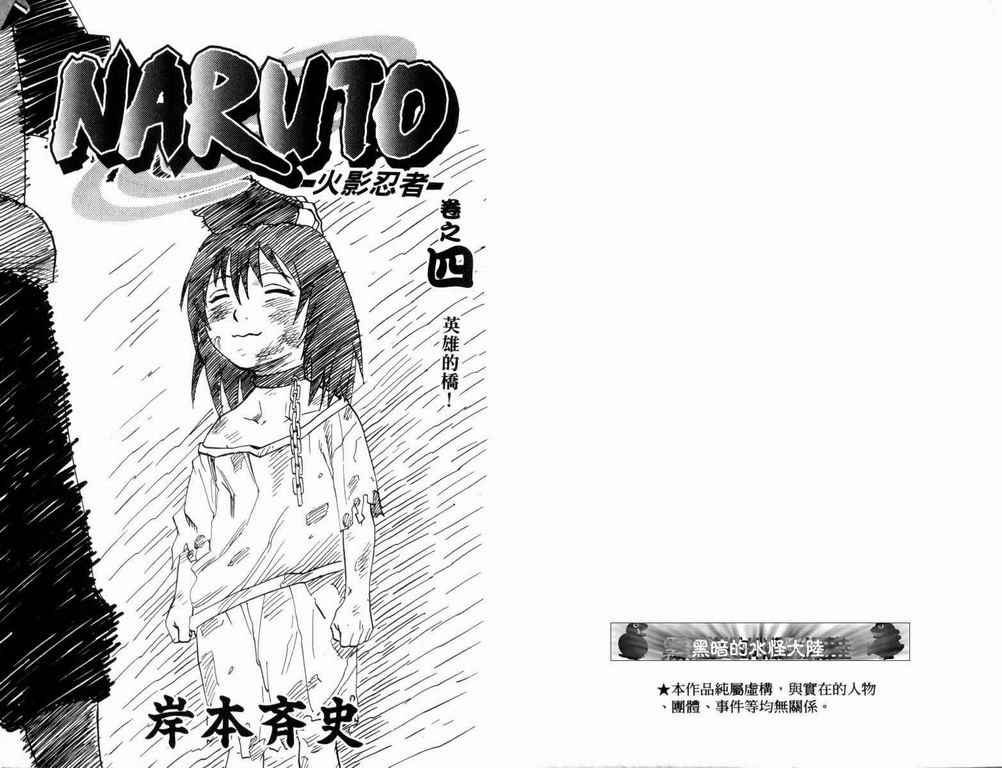 NARUTO
-火影忍者-
卷之四
英雄的橋！
岸本斉史
黑暗的水怪大陸
★本作品純屬虛構，與實在的人物
、團體、事件等均無關係。